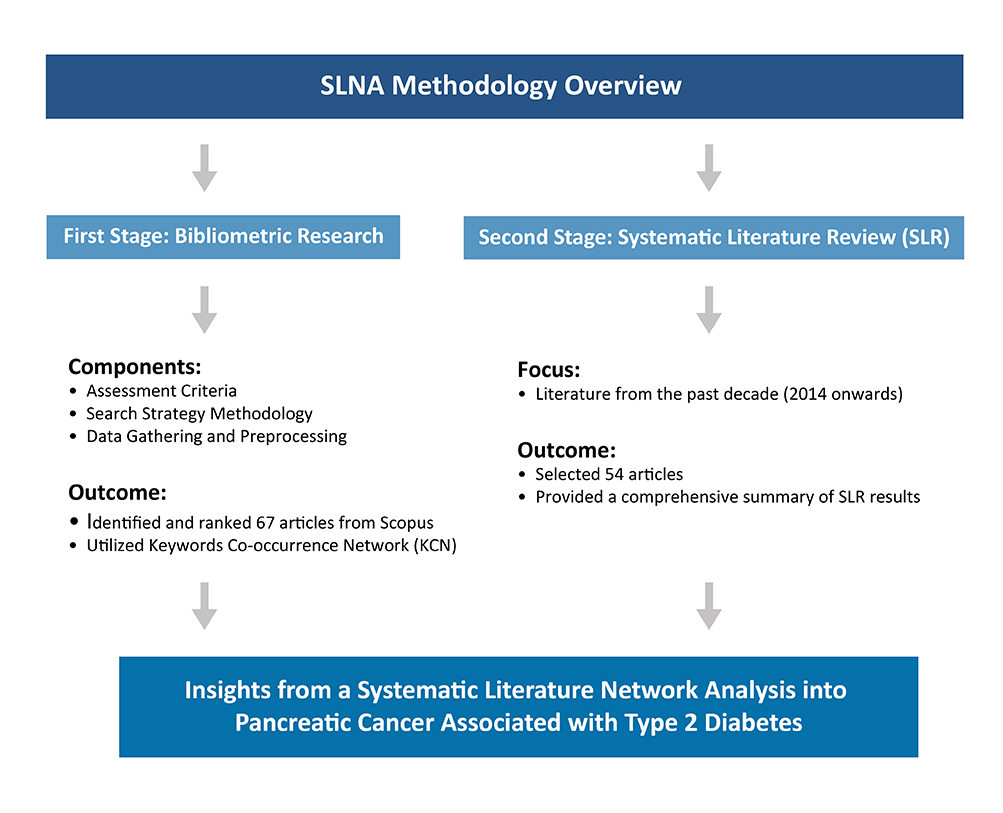 SLNA Methodology Overview
First Stage: Bibliometric Research
Components:
• Assessment Criteria
• Search Strategy Methodology
• Data Gathering and Preprocessing
Outcome:
• Identified and ranked 67 articles from Scopus
• Utilized Keywords Co-occurrence Network (KCN)
Second Stage: Systematic Literature Review (SLR)
Focus:
• Literature from the past decade (2014 onwards)
Outcome:
• Selected 54 articles
• Provided a comprehensive summary of SLR results
Insights from a Systematic Literature Network Analysis into
Pancreatic Cancer Associated with Type 2 Diabetes